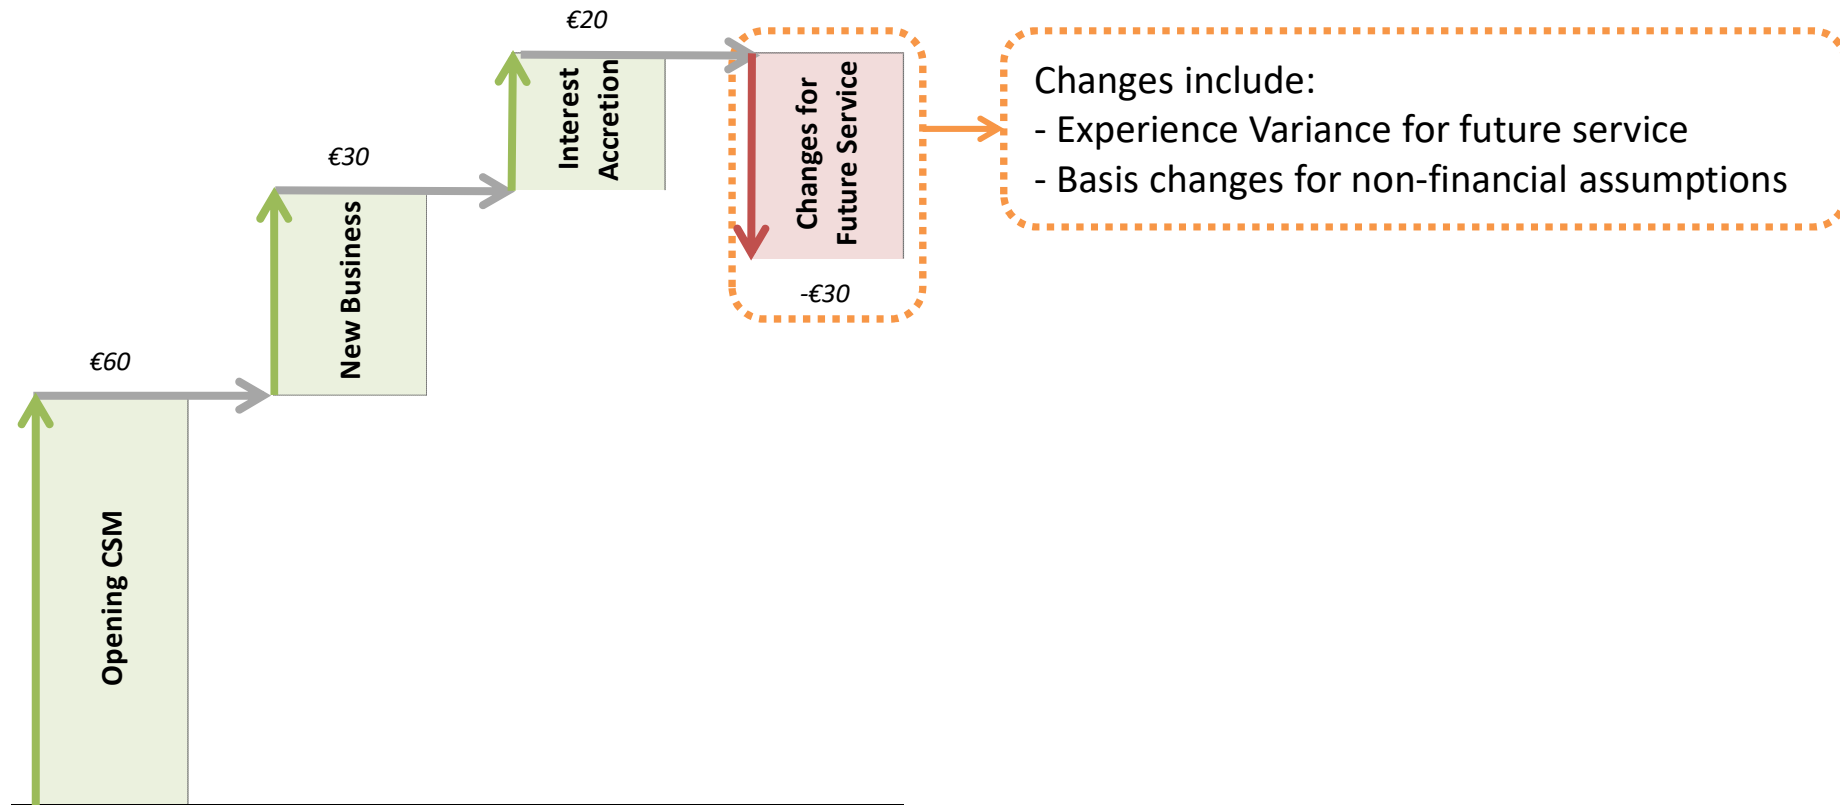 €60
Opening CSM
€30
New Business
€20
Interest
Accretion
Changes for
Future Service
-€30
Changes include:
- Experience Variance for future service
- Basis changes for non-financial assumptions